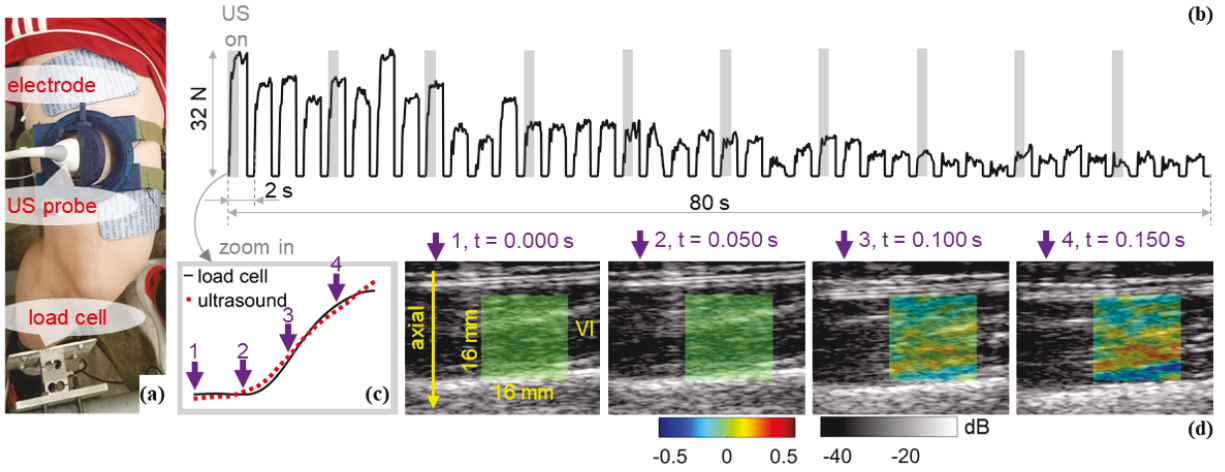 electrode
US probe
load cell
(a)
US
on
(b)
32 N
2 s
80 s
zoom in
load cell
ultrasound
1
2
3
4
(c)
1, t = 0.000 s
2, t = 0.050 s
3, t = 0.100 s
4, t = 0.150 s
axial
16 mm
16 mm
VI
-0.5 0 0.5
-40 -20 dB
(d)